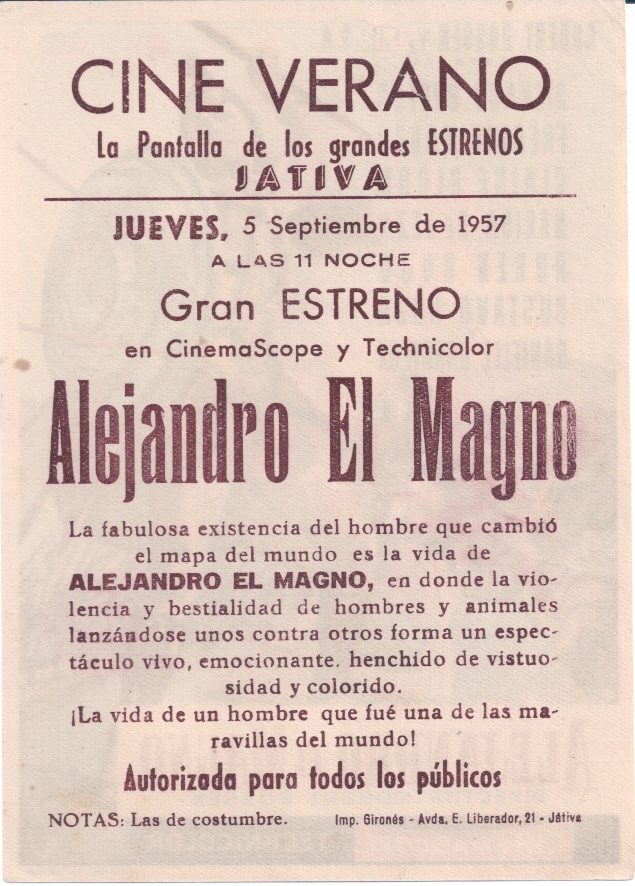 CINE VERANO
La Pantalla de los grandes ESTRENOS
JATIVA
JUEVES, 5 Septiembre de 1957
A LAS 11 NOCHE
Gran ESTRENO
en CinemaScope y Technicolor
Alejandro El Magno
La fabulosa existencia del hombre que cambió
el mapa del mundo es la vida de
ALEJANDRO EL MAGNO, en donde la vio-
lencia y bestialidad de hombres y animales
lanzándose unos contra otros forma un espec-
táculo vivo, emocionante. henchido de vistuo-
sidad y colorido.
¡La vida de un hombre que fué una de las ma-
ravillas del mundo!
Autorizada para todos los públicos
NOTAS: Las de costumbre. Imp. Gironés - Avda. E. Liberador, 21 - Játiva